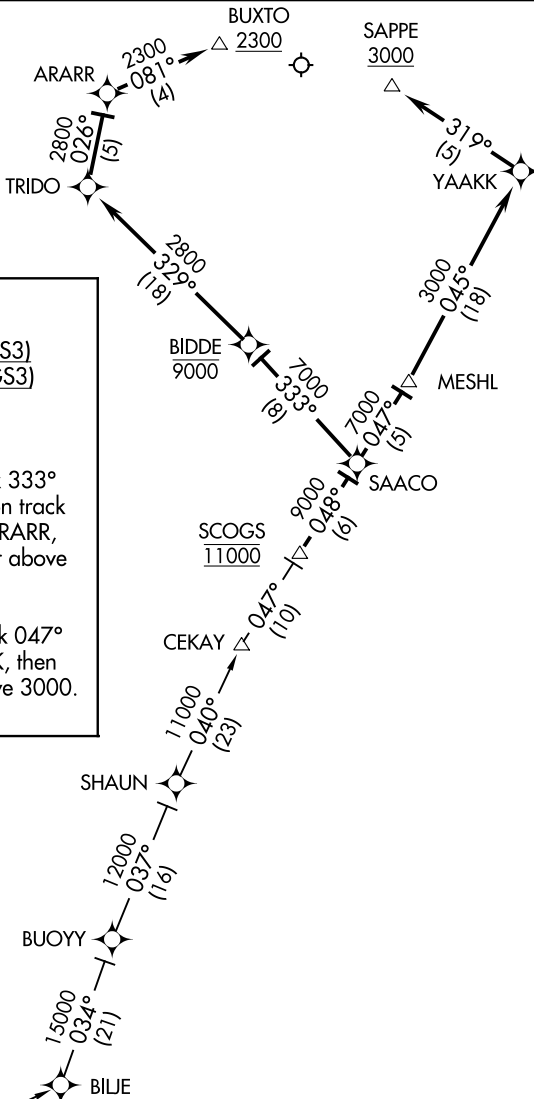 BUXTO
2300
SAPPE
3000
ARARR
2300
081°
(4)
2800
026°
(5)
319°
(5)
TRIDO
YAAKK
2800
329°
(18)
3000
045°
(18)
S3)
GS3)
BIDDE
9000
7000
333°
(8)
MESHL
7000
047°
(5)
333°
on track
RARR,
above
SAACO
9000
048°
(6)
SCOGS
11000
047°
(10)
k 047°
K, then
ve 3000.
CEKAY
11000
040°
(23)
SHAUN
12000
037°
(16)
BUOYY
15000
034°
(21)
BILJE